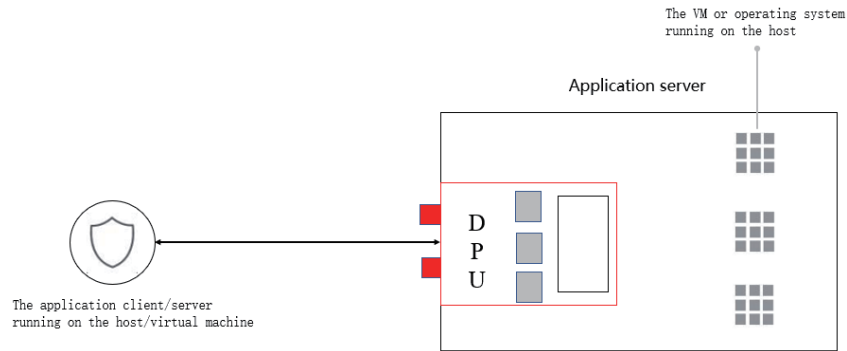 The VM or operating system
running on the host
Application server
D
P
U
The application client/server
running on the host/virtual machine